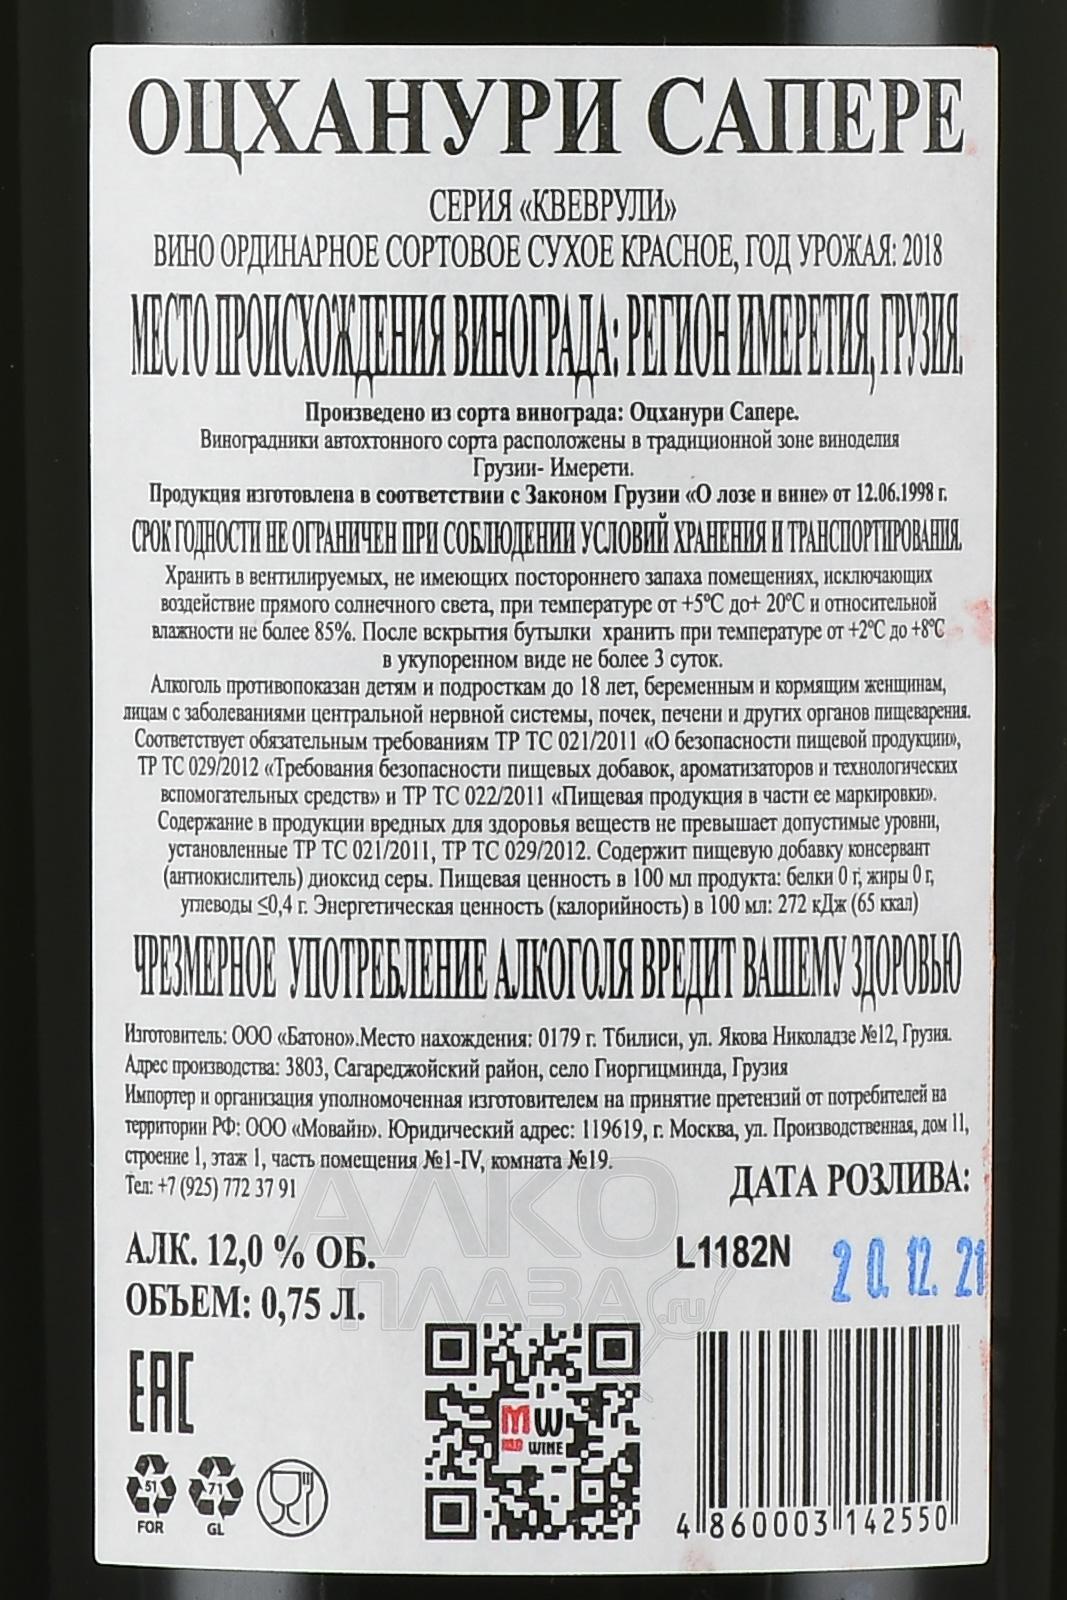 ОЦХАНУРИ САПЕРЕ
СЕРИЯ «КВЕВРУЛИ»
ВИНО ОРДИНАРНОЕ СОРТОВОЕ СУХОЕ КРАСНОЕ, ГОД УРОЖАЯ: 2018
МЕСТО ПРОИСХОЖДЕНИЯ ВИНОГРАДА: РЕГИОН ИМЕРЕТИЯ, ГРУЗИЯ.
Произведено из сорта винограда: Оцханури Сапере.
Виноградники автохтонного сорта расположены в традиционной зоне виноделия
Грузии- Имерети.
Продукция изготовлена в соответствии с Законом Грузии «О лозе и вине» от 12.06.1998 г.
СРОК ГОДНОСТИ НЕ ОГРАНИЧЕН ПРИ СОБЛЮДЕНИИ УСЛОВИЙ ХРАНЕНИЯ И ТРАНСПОРТИРОВАНИЯ.
Хранить в вентилируемых, не имеющих постороннего запаха помещениях, исключающих
воздействие прямого солнечного света, при температуре от +5°С до+ 20°С и относительной
влажности не более 85%. После вскрытия бутылки хранить при температуре от +2°С до +8°С
в укупоренном виде не более 3 суток.
Алкоголь противопоказан детям и подросткам до 18 лет, беременным и кормящим женщинам,
лицам с заболеваниями центральной нервной системы, почек, печени и других органов пищеварения.
Соответствует обязательным требованиям ТР ТС 021/2011 «О безопасности пищевой продукции»,
ТР ТС 029/2012 «Требования безопасности пищевых добавок, ароматизаторов и технологических
вспомогательных средств» и ТР ТС 022/2011 «Пищевая продукция в части ее маркировки».
Содержание в продукции вредных для здоровья веществ не превышает допустимые уровни,
установленные ТР ТС 021/2011, ТР ТС 029/2012. Содержит пищевую добавку консервант
(антиокислитель) диоксид серы. Пищевая ценность в 100 мл продукта: белки 0 г, жиры 0 г,
углеводы ≤0,4 г. Энергетическая ценность (калорийность) в 100 мл: 272 кДж (65 ккал)
ЧРЕЗМЕРНОЕ УПОТРЕБЛЕНИЕ АЛКОГОЛЯ ВРЕДИТ ВАШЕМУ ЗДОРОВЬЮ
Изготовитель: ООО «Батоно».Место нахождения: 0179 г. Тбилиси, ул. Якова Николадзе №12, Грузия.
Адрес производства: 3803, Сагареджойский район, село Гиоргицминда, Грузия
Импортер и организация уполномоченная изготовителем на принятие претензий от потребителей на
территории РФ: ООО «Мовайн». Юридический адрес: 119619, г. Москва, ул. Производственная, дом 11,
строение 1, этаж 1, часть помещения №1-IV, комната №19.
Тел: +7 (925) 772 37 91
ДАТА РОЗЛИВА:
АЛК. 12,0 % ОБ.
L1182N
20.12.21
ОБЪЕМ: 0,75 Л.
АЛКО
ПЛАЗА.ru
EAC
MW
WINE
51
FOR
71
GL
4 860003 142550